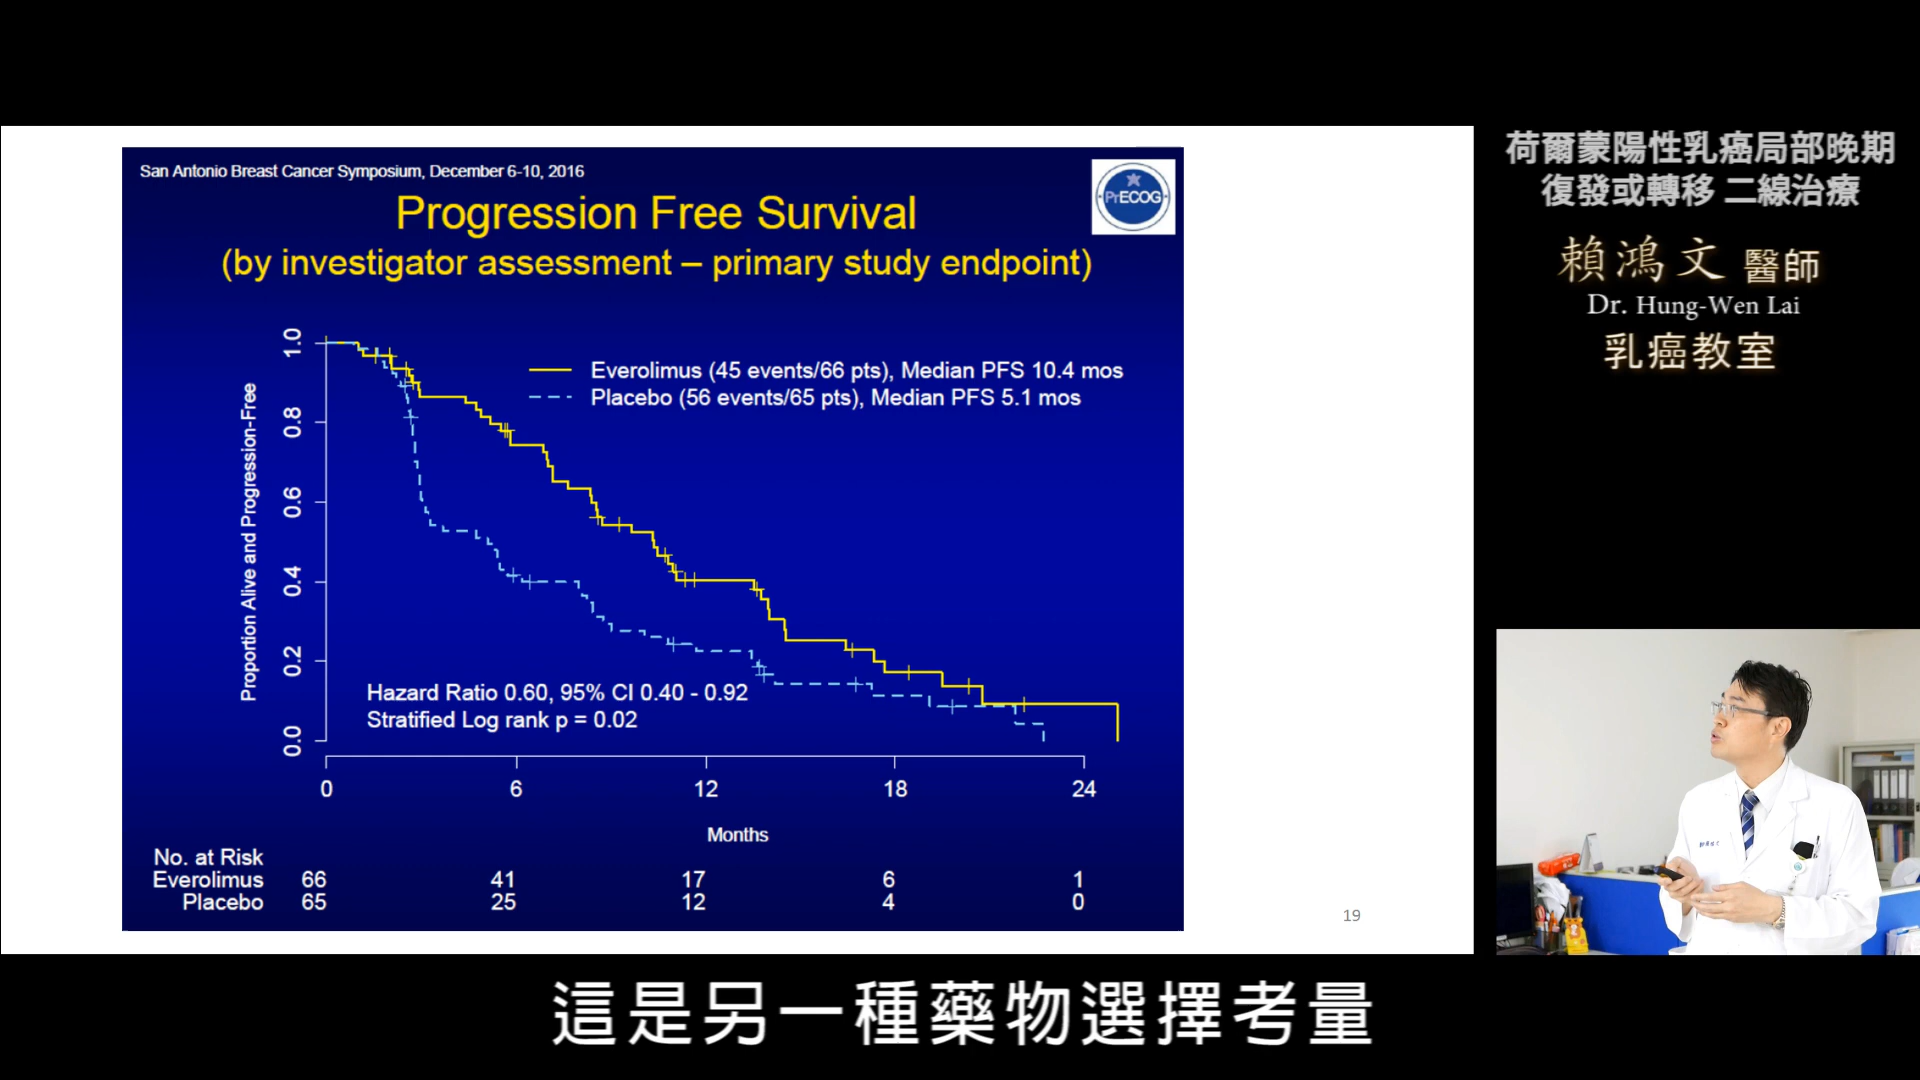 San Antonio Breast Cancer Symposium, December 6-10, 2016
PrECOG
Progression Free Survival
(by investigator assessment – primary study endpoint)
Proportion Alive and Progression-Free
1.0
0.8
0.6
0.4
0.2
0.0
Everolimus (45 events/66 pts), Median PFS 10.4 mos
Placebo (56 events/65 pts), Median PFS 5.1 mos
Hazard Ratio 0.60, 95% CI 0.40 - 0.92
Stratified Log rank p = 0.02
0 6 12 18 24
Months
No. at Risk
Everolimus 66 41 17 6 1
Placebo 65 25 12 4 0
19
荷爾蒙陽性乳癌局部晚期
復發或轉移 二線治療
賴鴻文 醫師
Dr. Hung-Wen Lai
乳癌教室
這是另一種藥物選擇考量